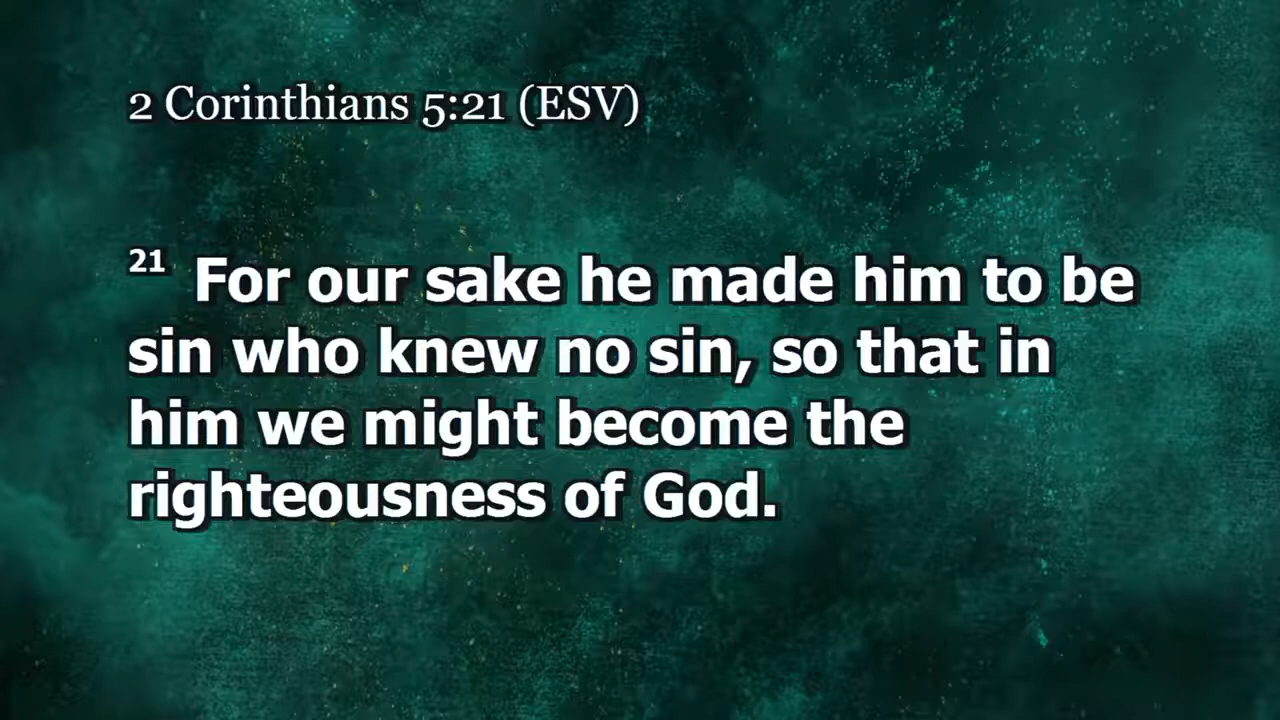 2 Corinthians 5:21 (ESV)
21 For our sake he made him to be
sin who knew no sin, so that in
him we might become the
righteousness of God.